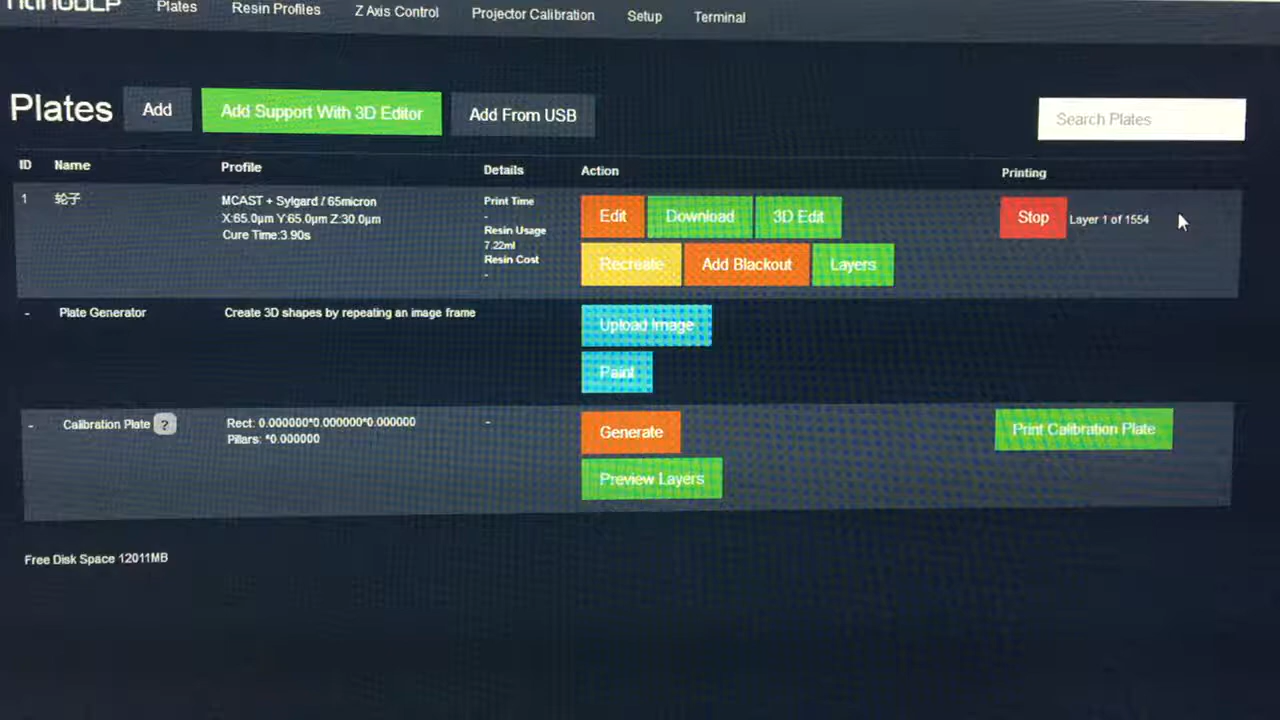 nanoDLP
Plates
Resin Profiles
Z Axis Control
Projector Calibration
Setup
Terminal
Plates
Add
Add Support With 3D Editor
Add From USB
Search Plates
ID
Name
Profile
Details
Action
Printing
1
轮子
MCAST + Sylgard / 65micron
X:65.0µm Y:65.0µm Z:30.0µm
Cure Time:3.90s
Print Time
-
Resin Usage
7.22ml
Resin Cost
-
Edit
Download
3D Edit
Recreate
Add Blackout
Layers
Stop
Layer 1 of 1554
-
Plate Generator
Create 3D shapes by repeating an image frame
Upload Image
Paint
-
Calibration Plate ?
Rect: 0.000000*0.000000*0.000000
Pillars: *0.000000
-
Generate
Preview Layers
Print Calibration Plate
Free Disk Space 12011MB